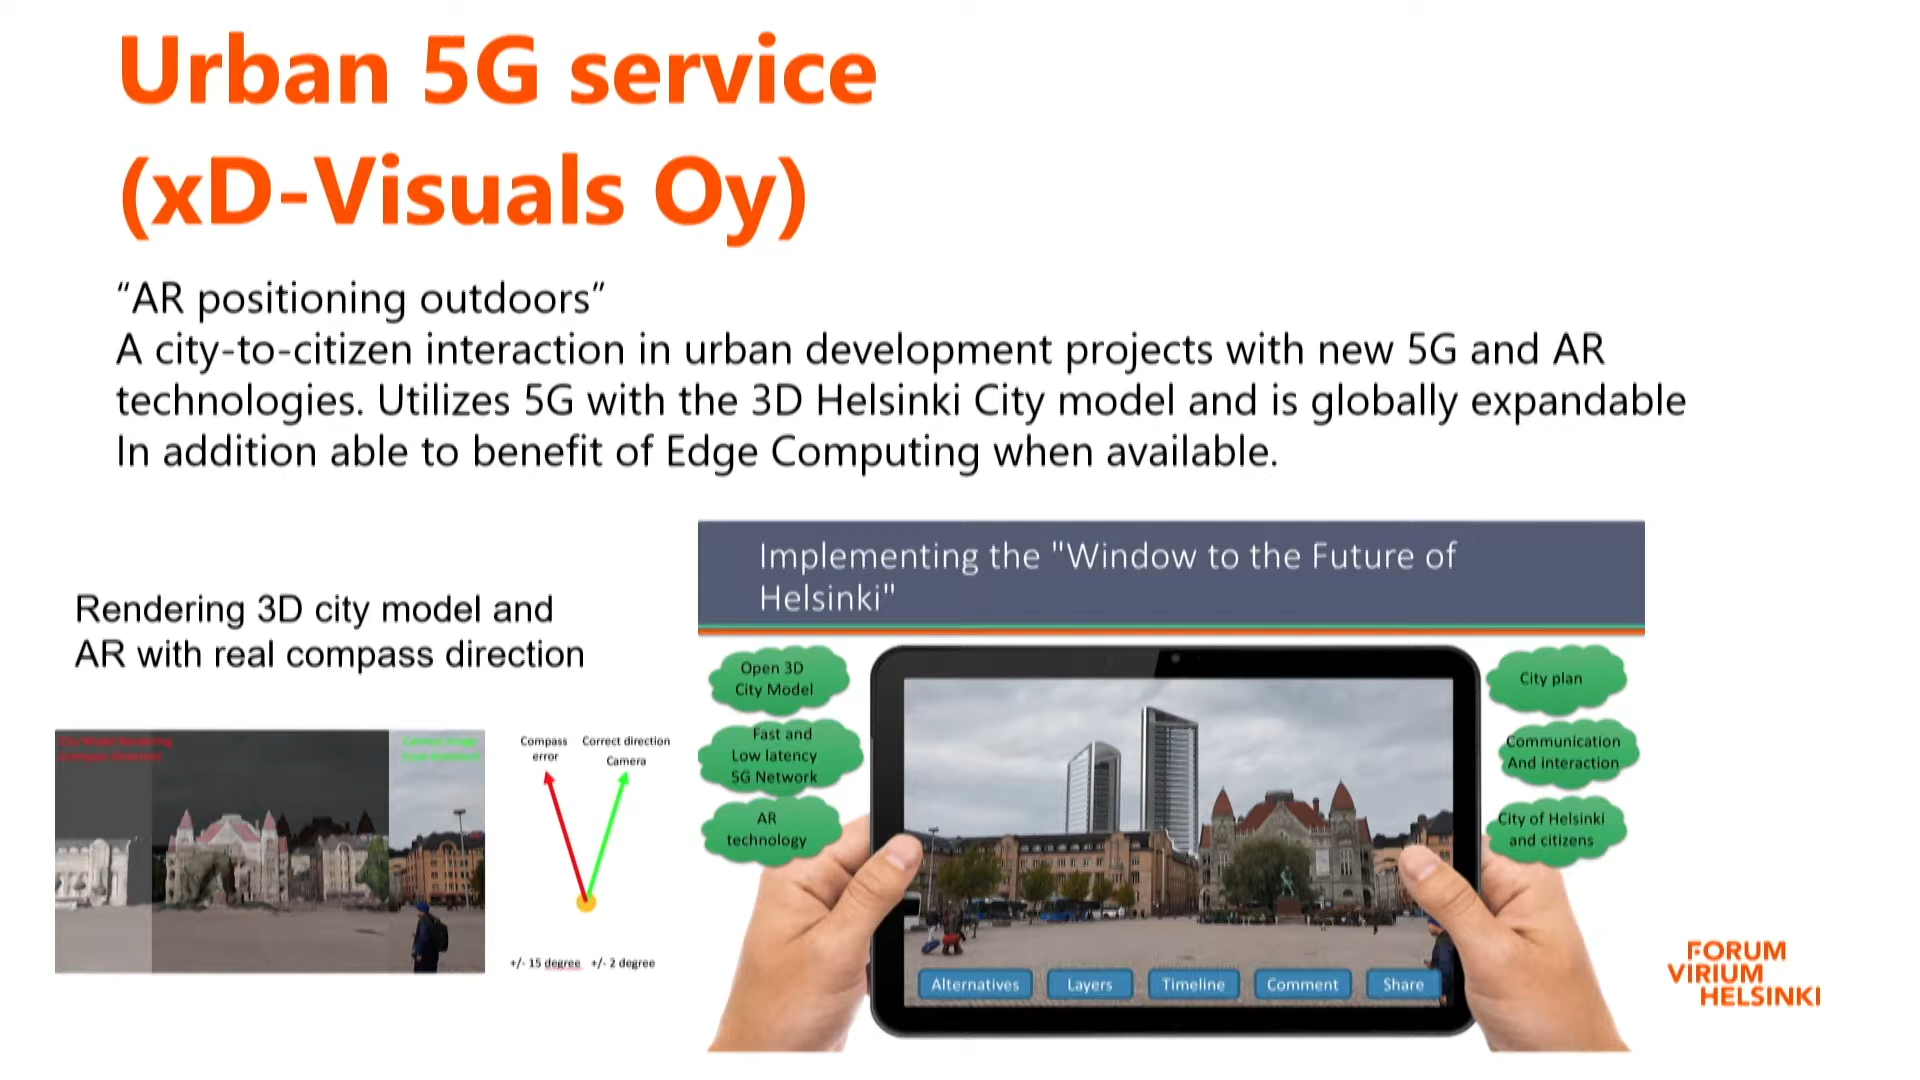 Urban 5G service
(xD-Visuals Oy)
“AR positioning outdoors”
A city-to-citizen interaction in urban development projects with new 5G and AR
technologies. Utilizes 5G with the 3D Helsinki City model and is globally expandable
In addition able to benefit of Edge Computing when available.
Rendering 3D city model and
AR with real compass direction
Compass
error
Correct direction
Camera
+/- 15 degree +/- 2 degree
Implementing the "Window to the Future of
Helsinki"
Open 3D
City Model
Fast and
Low latency
5G Network
AR
technology
City plan
Communication
And interaction
City of Helsinki
and citizens
Alternatives
Layers
Timeline
Comment
Share
FORUM
VIRIUM
HELSINKI